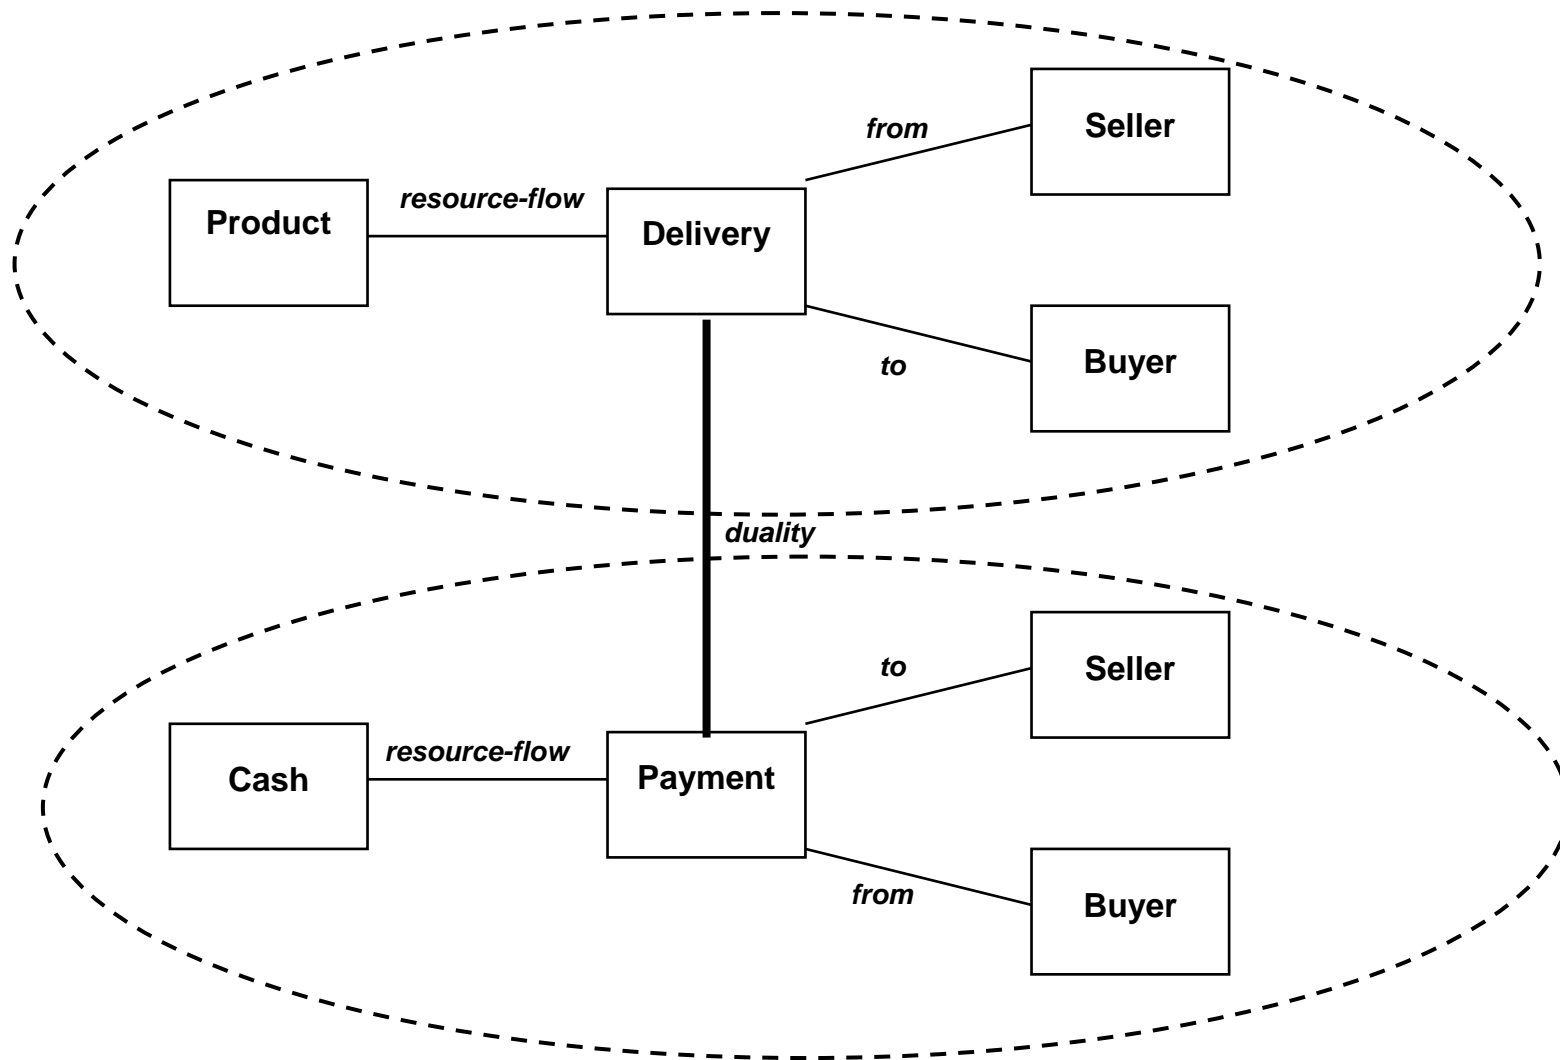 Seller
from
resource-flow
Product
Delivery
to
Buyer
duality
Seller
to
resource-flow
Cash
Payment
from
Buyer